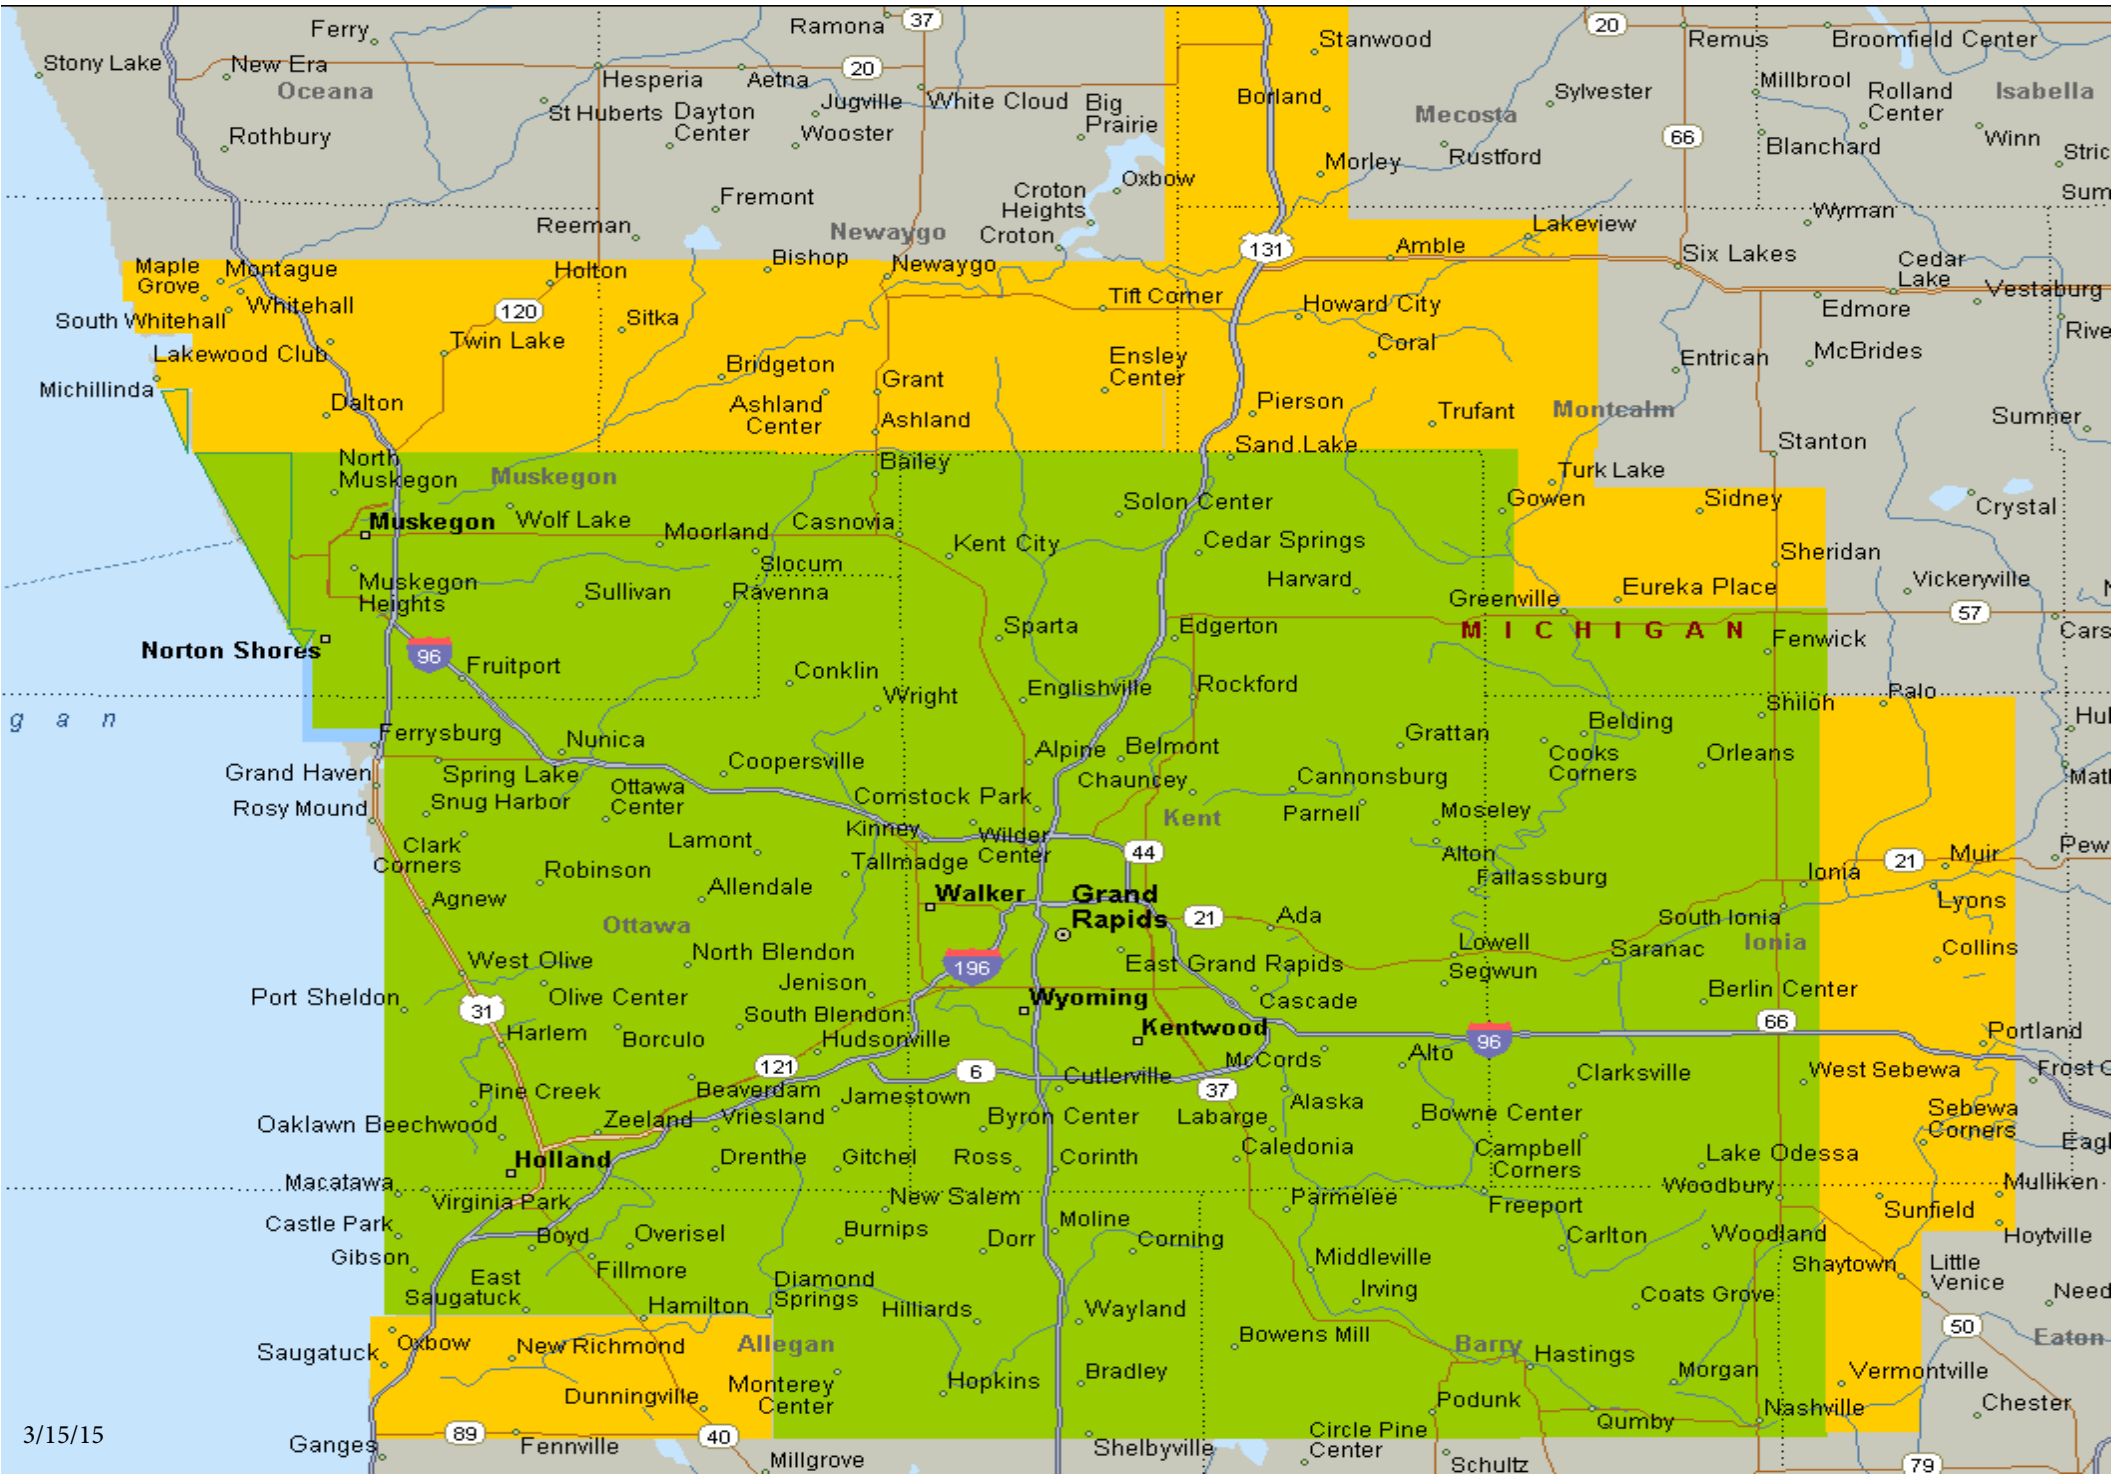 Ferry
Ramona
37
Stanwood
20
Remus
Broomfield Center
Stony Lake
New Era
Oceana
Hesperia
Aetna
20
St Huberts
Dayton
Center
Jugville
Wooster
White Cloud
Big
Prairie
Borland
Mecosta
Sylvester
Millbrool
Rolland
Center
Isabella
Rothbury
66
Blanchard
Winn
Stric
Morley
Rustford
Fremont
Croton
Heights
Oxbow
Sum
Reeman
Newaygo
Croton
131
Amble
Lakeview
Wyman
Six Lakes
Cedar
Lake
Maple
Grove
Montague
Whitehall
Holton
Bishop
Newaygo
Tift Corner
Howard City
Edmore
Vestaburg
South Whitehall
120
Sitka
Rive
Lakewood Club
Twin Lake
Bridgeton
Ensley
Center
Coral
Entrican
McBrides
Michillinda
Dalton
Grant
Ashland
Center
Ashland
Pierson
Trufant
Montcalm
Sumner
Sand Lake
Stanton
North
Muskegon
Muskegon
Bailey
Turk Lake
Gowen
Sidney
Crystal
Muskegon
Wolf Lake
Moorland
Casnovia
Solon Center
Kent City
Cedar Springs
Sheridan
Slocum
Muskegon
Heights
Sullivan
Ravenna
Harvard
Greenville
Eureka Place
Vickeryville
57
Norton Shores
96
Fruitport
Sparta
Edgerton
MICHIGAN
Fenwick
Cars
Conklin
Wright
Englishville
Rockford
Shiloh
Palo
g a n
Ferrysburg
Nunica
Alpine
Belmont
Grattan
Belding
Cooks
Corners
Orleans
Hul
Grand Haven
Spring Lake
Snug Harbor
Ottawa
Center
Coopersville
Chauncey
Cannonsburg
Mat
Rosy Mound
Comstock Park
Kent
Parnell
Moseley
Clark
Corners
Lamont
Kinney
Wilder
Center
44
Alton
Pew
Robinson
Tallmadge
Fallassburg
Ionia
21
Muir
Agnew
Allendale
Walker
Grand
Rapids
21
Ada
South Ionia
Lyons
Ottawa
Ionia
West Olive
North Blendon
196
East Grand Rapids
Lowell
Segwun
Saranac
Collins
Port Sheldon
Olive Center
Jenison
Wyoming
Cascade
Berlin Center
31
Harlem
Borculo
South Blendon
Hudsonville
Kentwood
96
66
Portland
121
6
McCords
Alto
Pine Creek
Beaverdam
Cutlerville
37
Clarksville
West Sebewa
Frost C
Oaklawn Beechwood
Zeeland
Vriesland
Jamestown
Byron Center
Labarge
Alaska
Bowne Center
Sebewa
Corners
Eagl
Holland
Drenthe
Gitchel
Ross
Corinth
Caledonia
Campbell
Corners
Lake Odessa
Macatawa
Virginia Park
New Salem
Parmelee
Freeport
Woodbury
Sunfield
Mulliken
Castle Park
Boyd
Overisel
Burnips
Dorr
Moline
Corning
Carlton
Woodland
Hoytville
Gibson
East
Saugatuck
Fillmore
Middleville
Shaytown
Little
Venice
Hamilton
Diamond
Springs
Hilliards
Wayland
Irving
Coats Grove
Need
Saugatuck
Oxbow
New Richmond
Allegan
Bowens Mill
Barry
Hastings
50
Eaton
Dunningville
Monterey
Center
Hopkins
Bradley
Podunk
Morgan
Vermontville
3/15/15
Qumby
Nashville
Chester
Ganges
89
Fennville
40
Millgrove
Shelbyville
Circle Pine
Center
Schultz
79